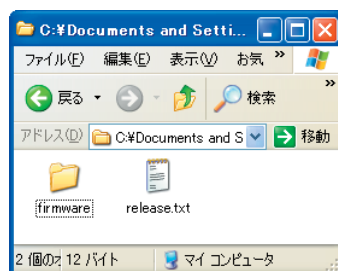 C:¥Documents and Setti...
ファイル(F) 編集(E) 表示(V) お気 »
戻る 検索 »
アドレス(D) C:¥Documents and S 移動
firmware release.txt
2 個のオ 12 バイト マイ コンピュータ